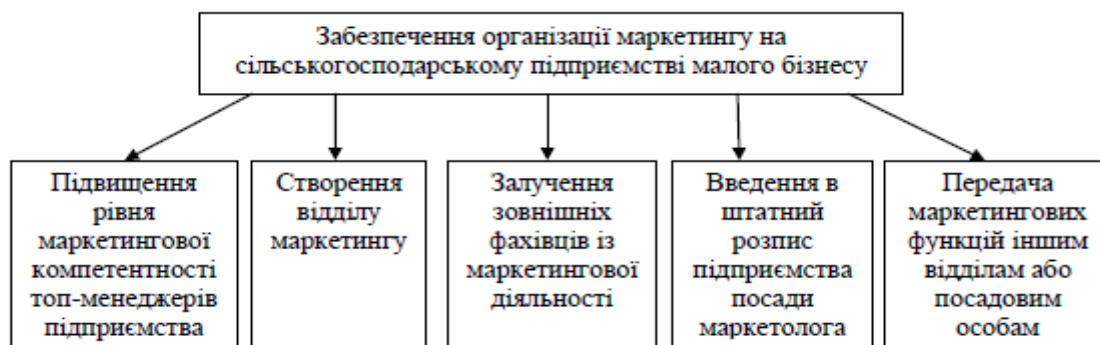 Забезпечення організації маркетингу на
сільськогосподарському підприємстві малого бізнесу
Підвищення
рівня
маркетингової
компетентності
топ-менеджерів
підприємства
Створення
відділу
маркетингу
Залучення
зовнішніх
фахівців із
маркетингової
діяльності
Введення в
штатний
розпис
підприємства
посади
маркетолога
Передача
маркетингових
функцій іншим
відділам або
посадовим
особам